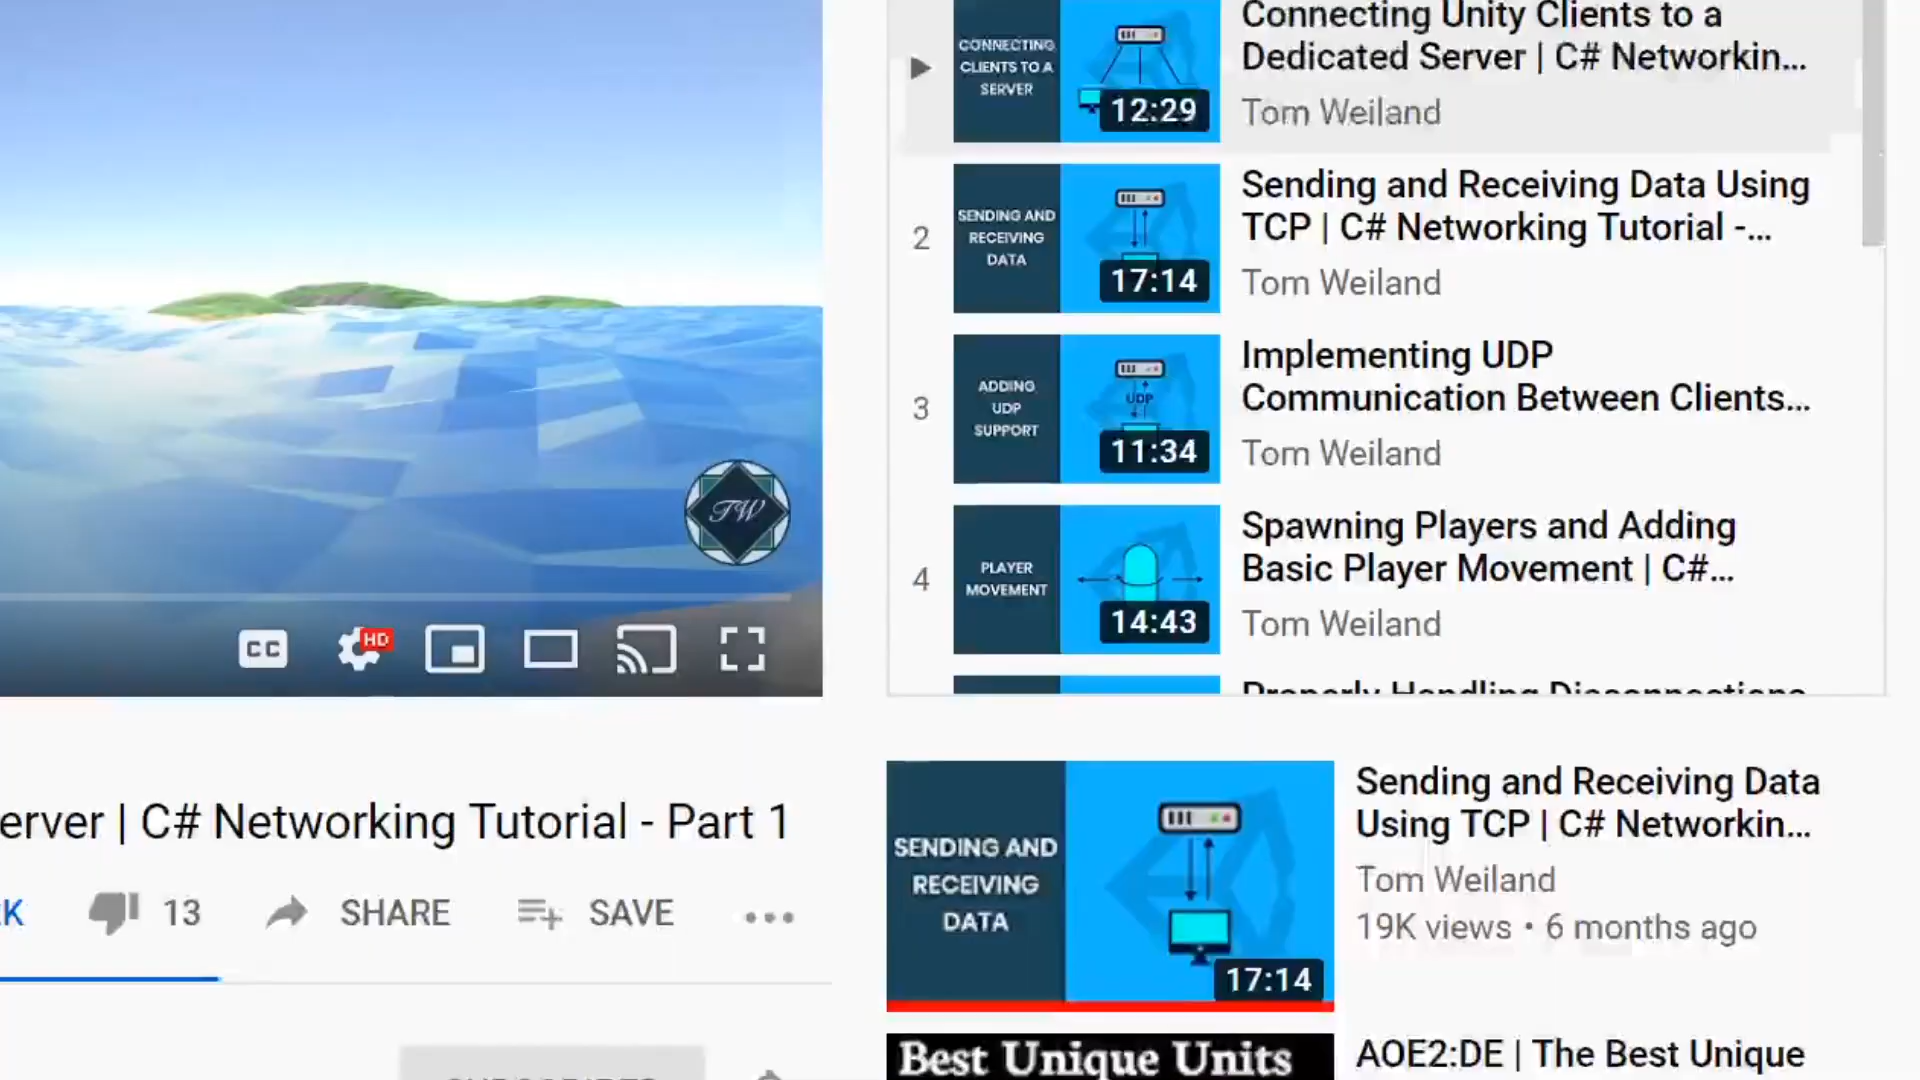 CONNECTING
CLIENTS TO A
SERVER
12:29
Connecting Unity Clients to a
Dedicated Server | C# Networkin...
Tom Weiland
2
SENDING AND
RECEIVING
DATA
17:14
Sending and Receiving Data Using
TCP | C# Networking Tutorial -...
Tom Weiland
3
ADDING
UDP
SUPPORT
UDP
11:34
Implementing UDP
Communication Between Clients...
Tom Weiland
4
PLAYER
MOVEMENT
14:43
Spawning Players and Adding
Basic Player Movement | C#...
Tom Weiland
Properly Handling Disconnections
TW
CC
HD
erver | C# Networking Tutorial - Part 1
K
13
SHARE
SAVE
SENDING AND
RECEIVING
DATA
17:14
Sending and Receiving Data
Using TCP | C# Networkin...
Tom Weiland
19K views • 6 months ago
Best Unique Units
AOE2:DE | The Best Unique